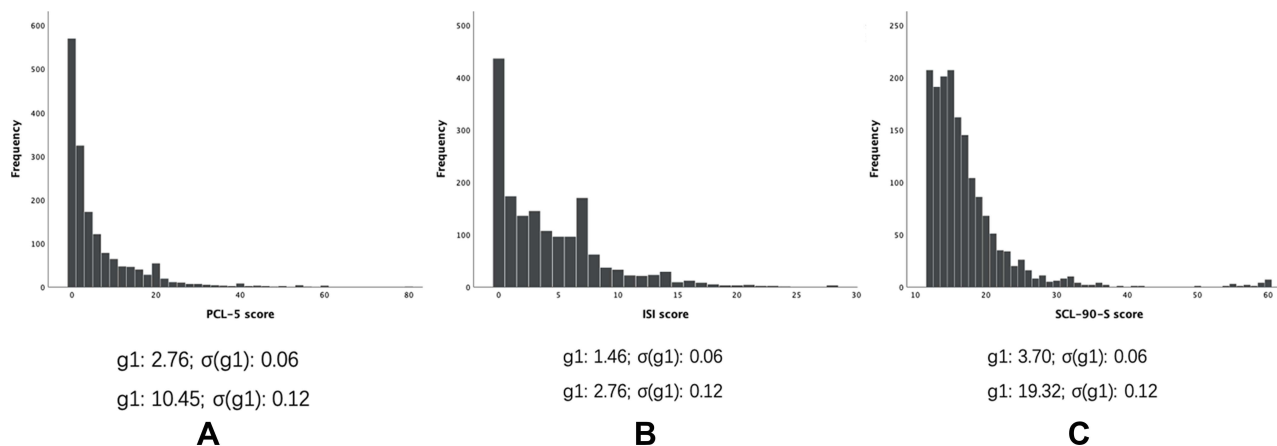 600
500
400
300
200
100
0
Frequency
0 20 40 60 80
PCL-5 score
g1: 2.76; σ(g1): 0.06
g1: 10.45; σ(g1): 0.12
A
500
400
300
200
100
0
Frequency
0 5 10 15 20 25 30
ISI score
g1: 1.46; σ(g1): 0.06
g1: 2.76; σ(g1): 0.12
B
250
200
150
100
50
0
Frequency
10 20 30 40 50 60
SCL-90-S score
g1: 3.70; σ(g1): 0.06
g1: 19.32; σ(g1): 0.12
C